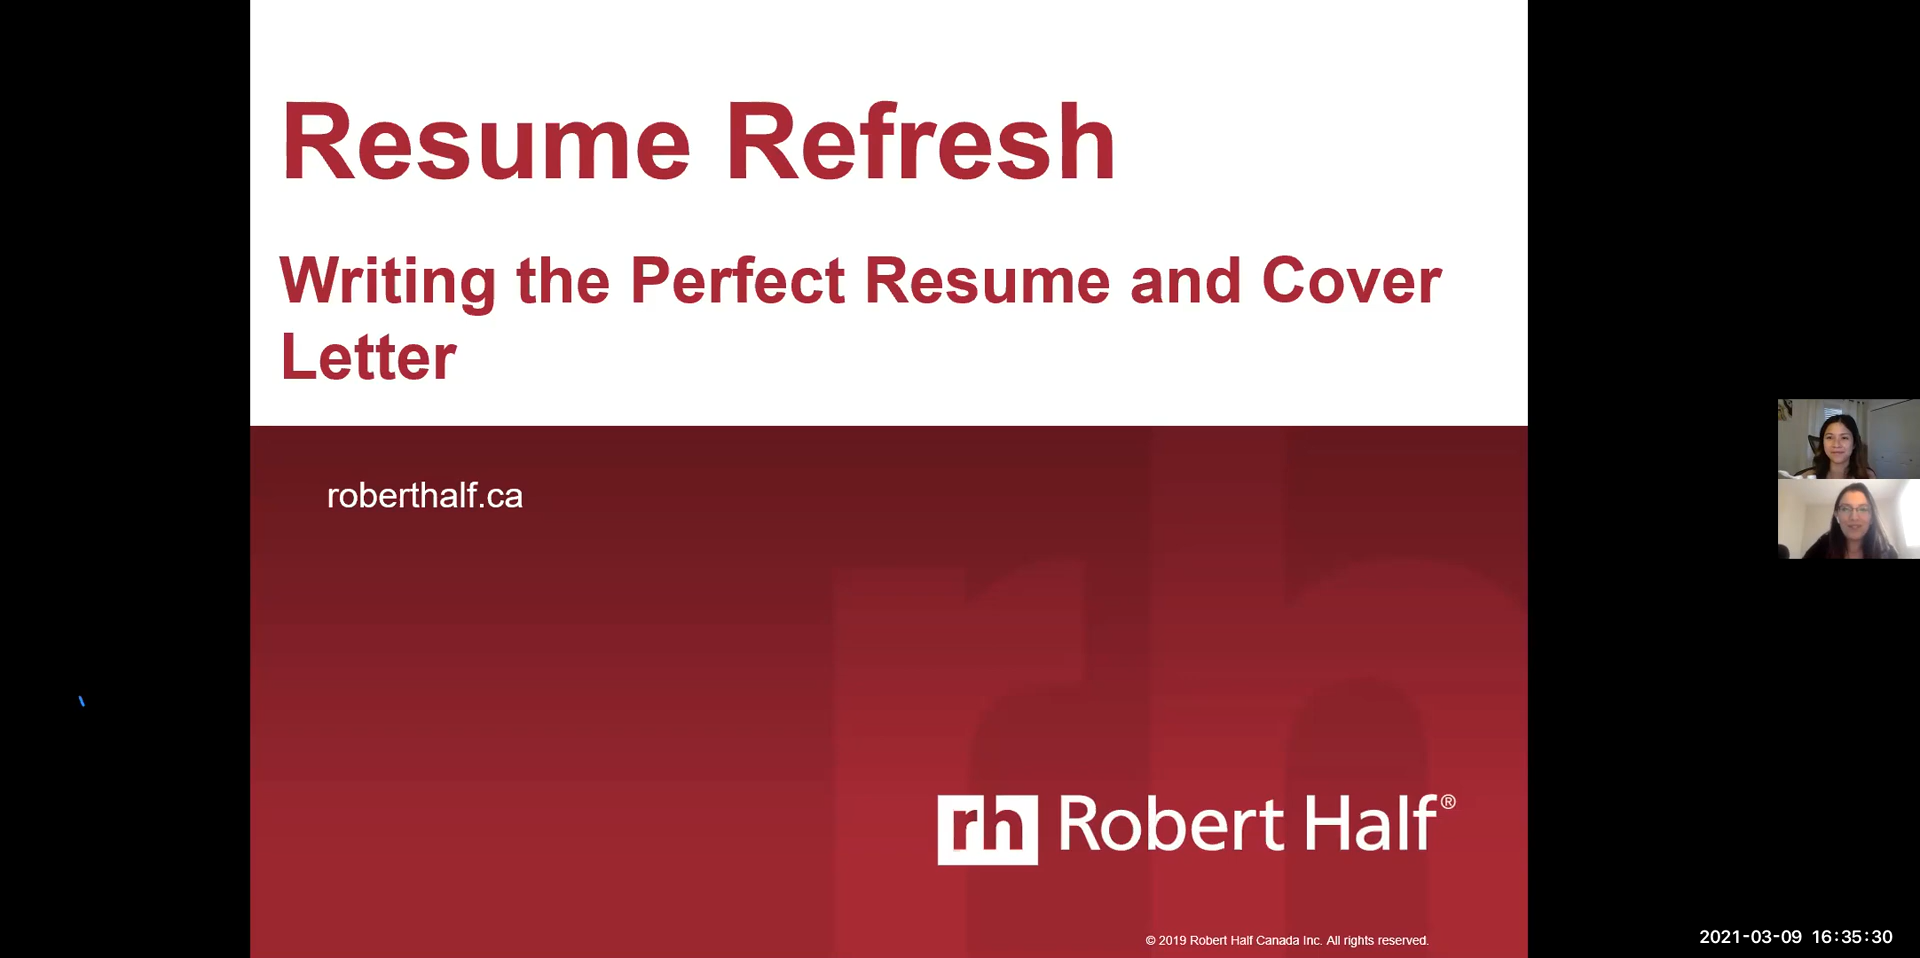 Resume Refresh
Writing the Perfect Resume and Cover
Letter
roberthalf.ca
rh Robert Half®
© 2019 Robert Half Canada Inc. All rights reserved.
2021-03-09 16:35:30